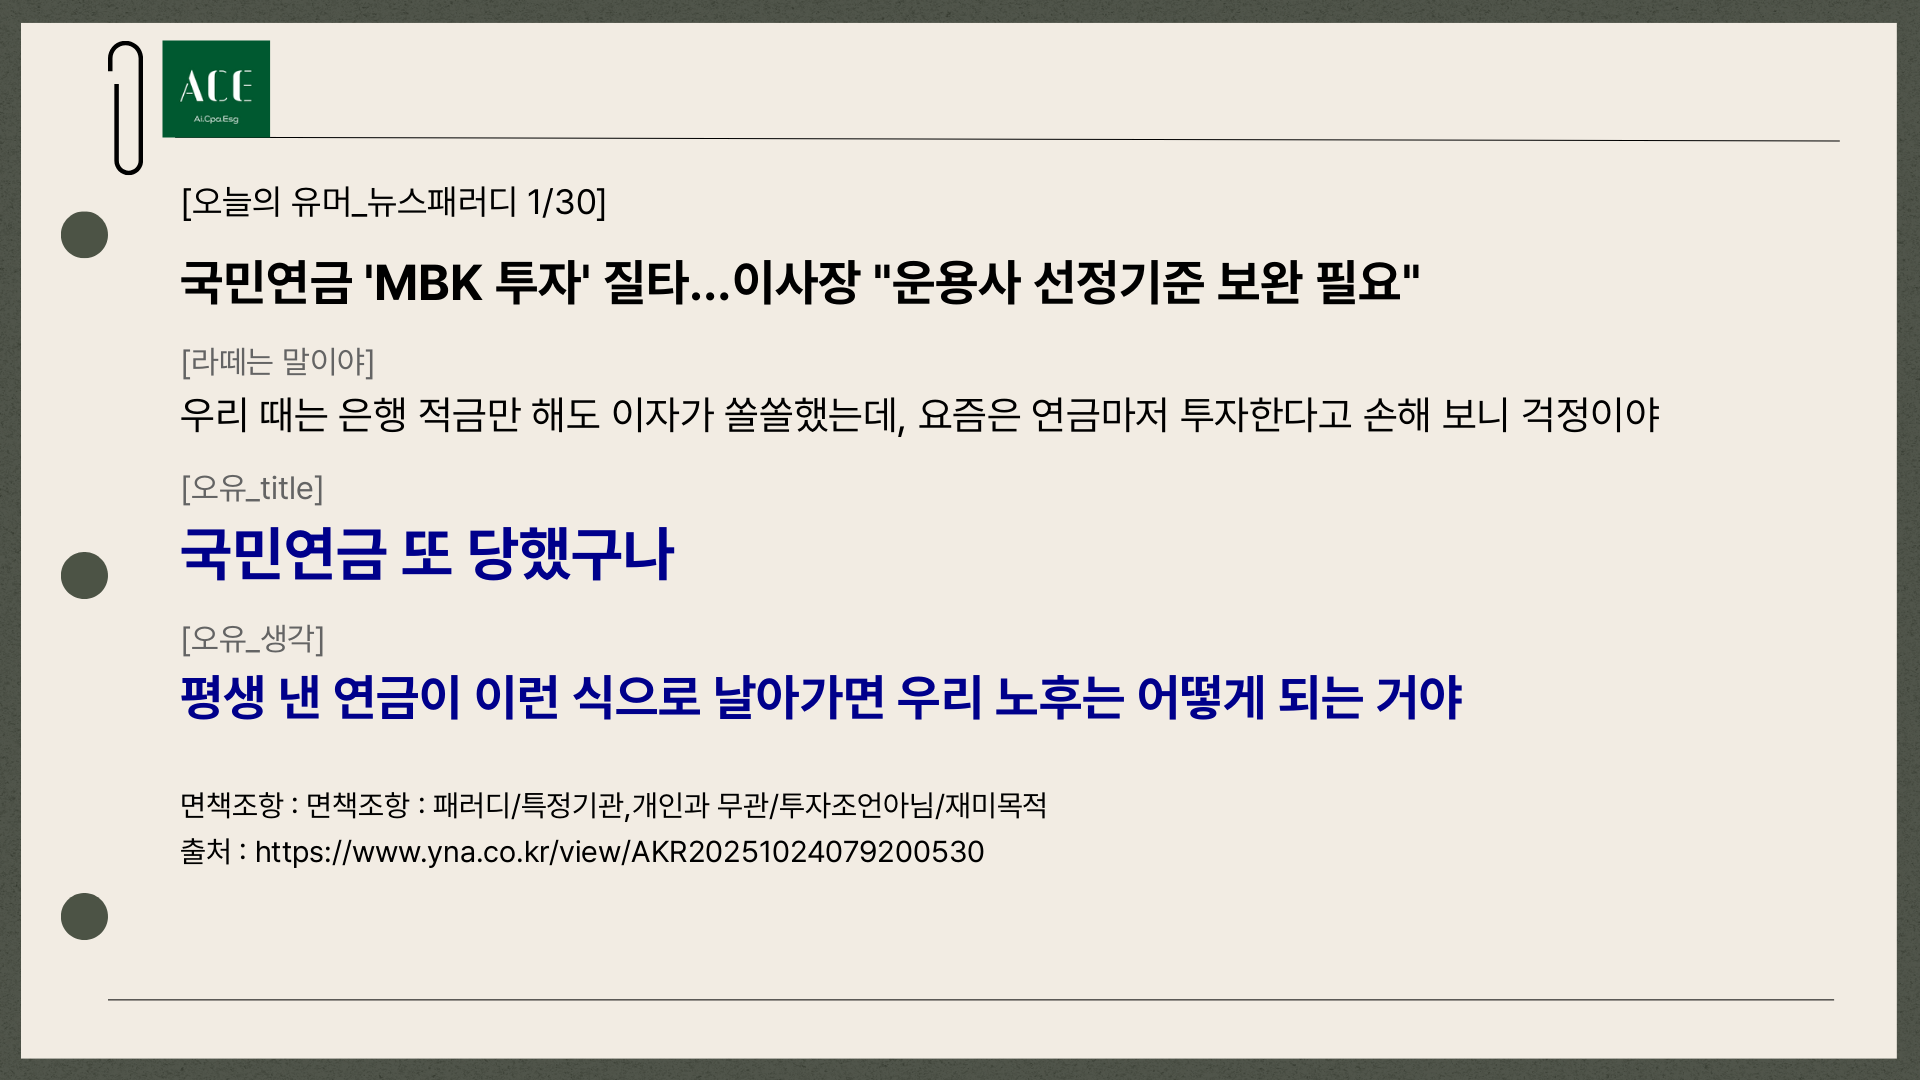 ACE
Ai.Cpa.Esg
[오늘의 유머_뉴스패러디 1/30]
국민연금 'MBK 투자' 질타...이사장 "운용사 선정기준 보완 필요"
[라떼는 말이야]
우리 때는 은행 적금만 해도 이자가 쏠쏠했는데, 요즘은 연금마저 투자한다고 손해 보니 걱정이야
[오유_title]
국민연금 또 당했구나
[오유_생각]
평생 낸 연금이 이런 식으로 날아가면 우리 노후는 어떻게 되는 거야
면책조항 : 면책조항 : 패러디/특정기관,개인과 무관/투자조언아님/재미목적
출처 : https://www.yna.co.kr/view/AKR20251024079200530